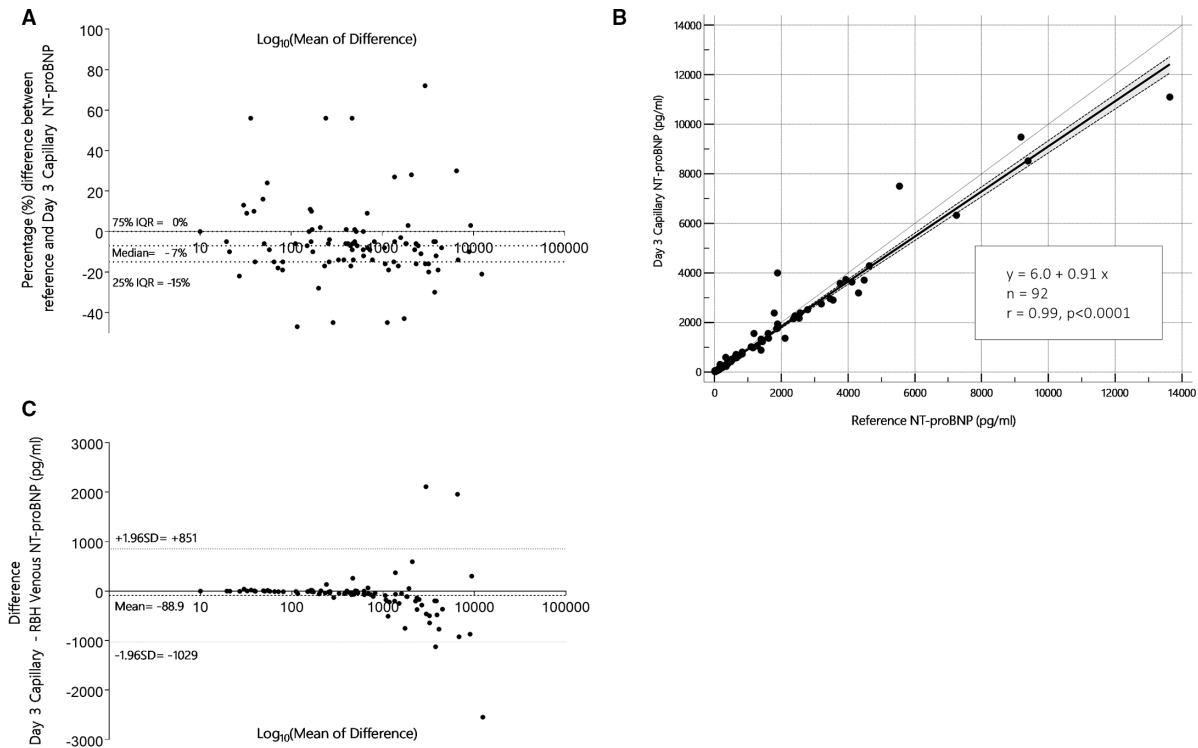 A
Percentage (%) difference between
reference and Day 3 Capillary NT-proBNP
100
80
60
40
20
0
-20
-40
Log10(Mean of Difference)
75% IQR = 0%
Median= -7%
25% IQR = -15%
10
100
1000
10000
100000
B
Day 3 Capillary NT-proBNP (pg/ml)
14000
12000
10000
8000
6000
4000
2000
0
y = 6.0 + 0.91 x
n = 92
r = 0.99, p<0.0001
0
2000
4000
6000
8000
10000
12000
14000
Reference NT-proBNP (pg/ml)
C
Difference
Day 3 Capillary - RBH Venous NT-proBNP (pg/ml)
3000
2000
1000
0
-1000
-2000
-3000
+1.96SD= +851
Mean= -88.9
-1.96SD= -1029
10
100
1000
10000
100000
Log10(Mean of Difference)